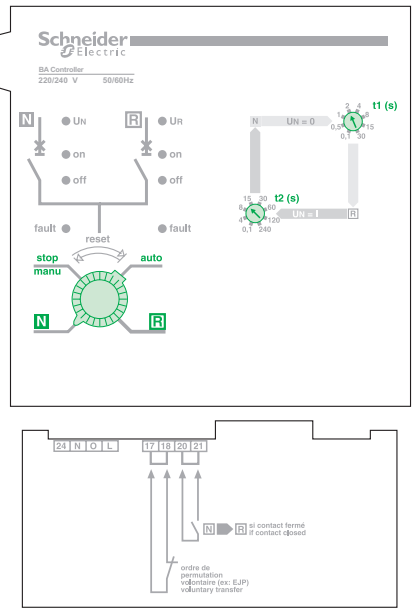 Schneider
Electric
BA Controller
220/240 V 50/60Hz
N UN R UR
on on
off off
fault fault
reset
stop auto
manu
N R
t1 (s)
2 4
1 8
0,5 15
0,1 30
N UN = 0
t2 (s)
15 30
8 60
4 120
0,1 240
UN = I R
24 N O L 17 18 20 21
N R si contact fermé
if contact closed
ordre de
permutation
volontaire (ex: EJP)
voluntary transfer